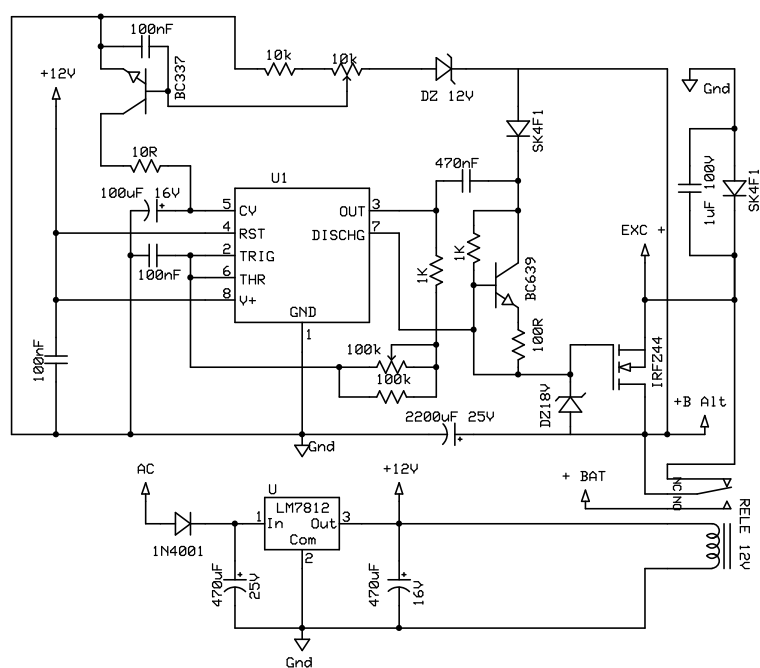 100nF
+12V
BC337
10k
10k
DZ 12V
SK4F1
Gnd
1uF 100V
SK4F1
10R
470nF
100uF 16V
U1
5
CV
OUT
3
4
RST
DISCHG
7
2
TRIG
6
THR
8
V+
GND
1
100nF
1K
1K
BC639
EXC +
100R
IRFZ44
100nF
100k
100k
DZ18V
2200uF 25V
+B Alt
Gnd
AC
U
LM7812
1
In
Out
3
Com
2
+12V
+ BAT
NC
NO
RELE 12V
1N4001
470uF
25V
470uF
16V
Gnd